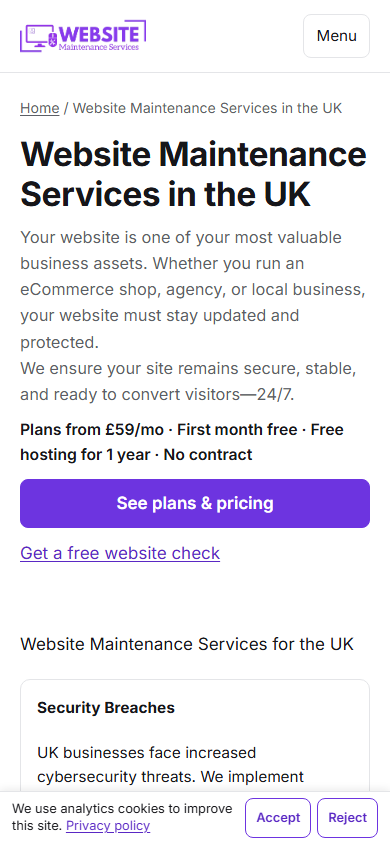 WEBSITE
Maintenance Services
Menu
Home / Website Maintenance Services in the UK
Website Maintenance
Services in the UK
Your website is one of your most valuable
business assets. Whether you run an
eCommerce shop, agency, or local business,
your website must stay updated and
protected.
We ensure your site remains secure, stable,
and ready to convert visitors—24/7.
Plans from £59/mo · First month free · Free
hosting for 1 year · No contract
See plans & pricing
Get a free website check
Website Maintenance Services for the UK
Security Breaches
UK businesses face increased
cybersecurity threats. We implement
We use analytics cookies to improve
this site. Privacy policy
Accept
Reject